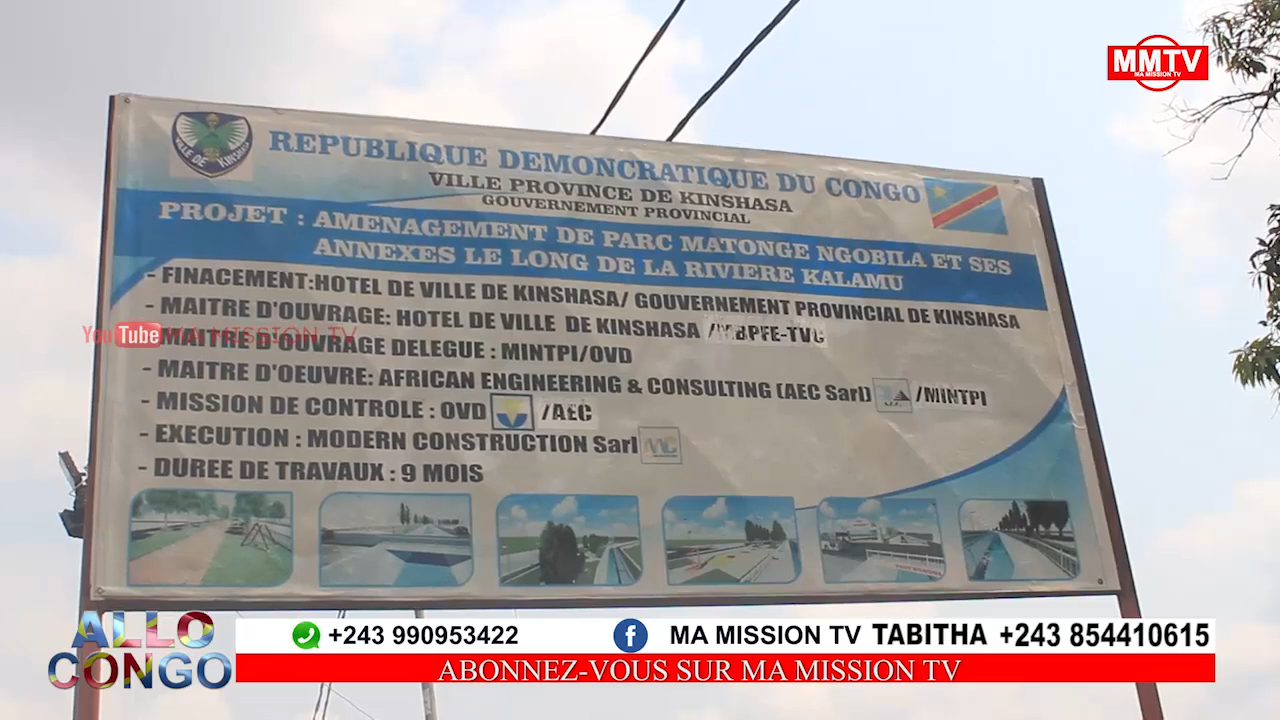 MMTV
MA MISSION TV
VILLE DE KINSHASA
REPUBLIQUE DEMONCRATIQUE DU CONGO
VILLE PROVINCE DE KINSHASA
GOUVERNEMENT PROVINCIAL
PROJET : AMENAGEMENT DE PARC MATONGE NGOBILA ET SES
ANNEXES LE LONG DE LA RIVIERE KALAMU
- FINACEMENT:HOTEL DE VILLE DE KINSHASA/ GOUVERNEMENT PROVINCIAL DE KINSHASA
- MAITRE D'OUVRAGE: HOTEL DE VILLE DE KINSHASA
YouTube MA MISSION TV
- MAITRE D'OUVRAGE DELEGUE : MINTPI/OVD
- MAITRE D'OEUVRE: AFRICAN ENGINEERING & CONSULTING (AEC Sarl) /MINTPI
- MISSION DE CONTROLE : OVD /AEC
- EXECUTION : MODERN CONSTRUCTION Sarl MC
- DUREE DE TRAVAUX : 9 MOIS
ALLO CONGO
+243 990953422 MA MISSION TV TABITHA +243 854410615
ABONNEZ-VOUS SUR MA MISSION TV